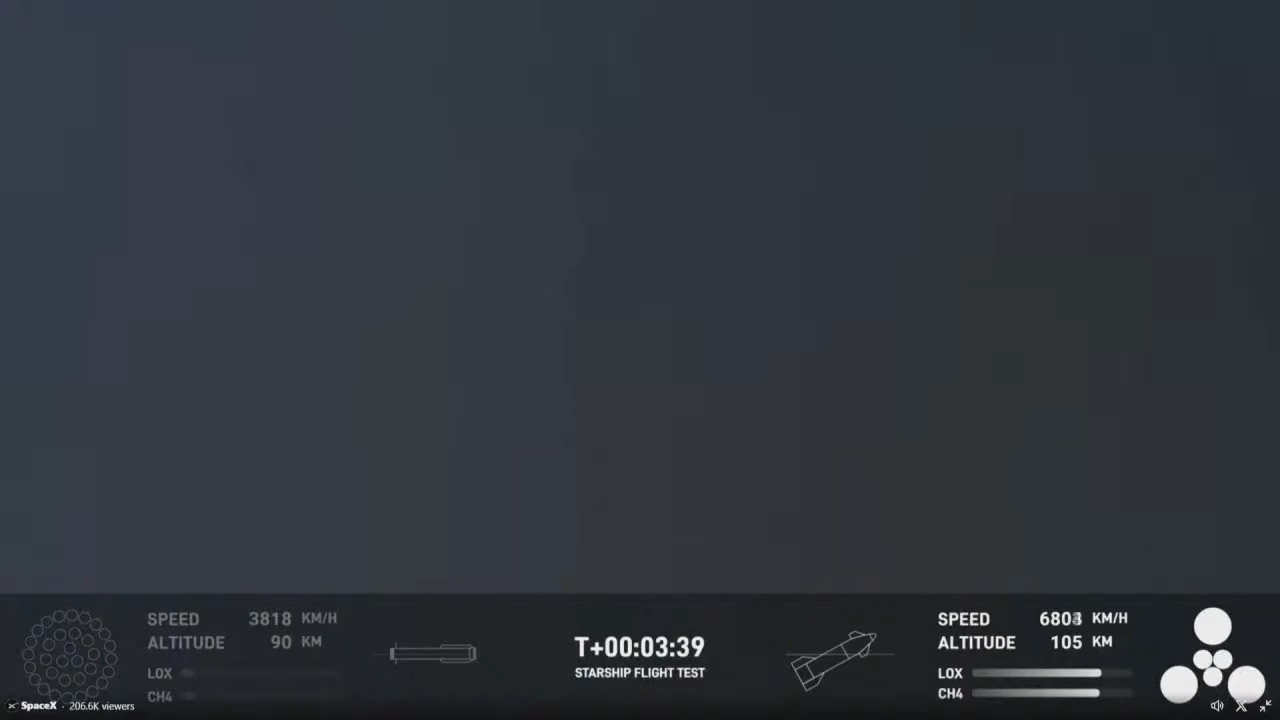 SPEED 3818 KM/H
ALTITUDE 90 KM
LOX
CH4
T+00:03:39
STARSHIP FLIGHT TEST
SPEED KM/H
ALTITUDE 105 KM
LOX
CH4
SpaceX · 206.6K viewers